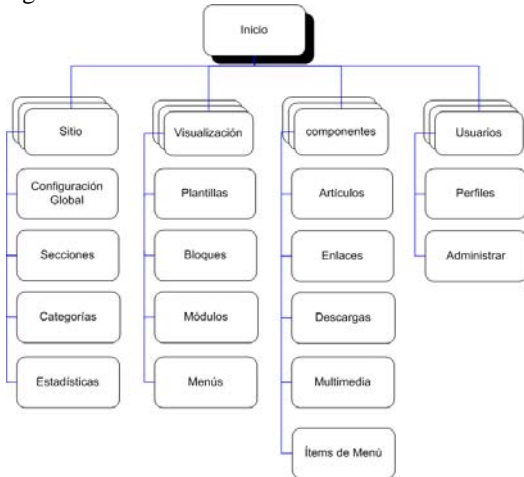 Inicio
Sitio
Visualización
componentes
Usuarios
Configuración
Global
Plantillas
Artículos
Perfiles
Secciones
Bloques
Enlaces
Administrar
Categorías
Módulos
Descargas
Estadísticas
Menús
Multimedia
Ítems de Menú